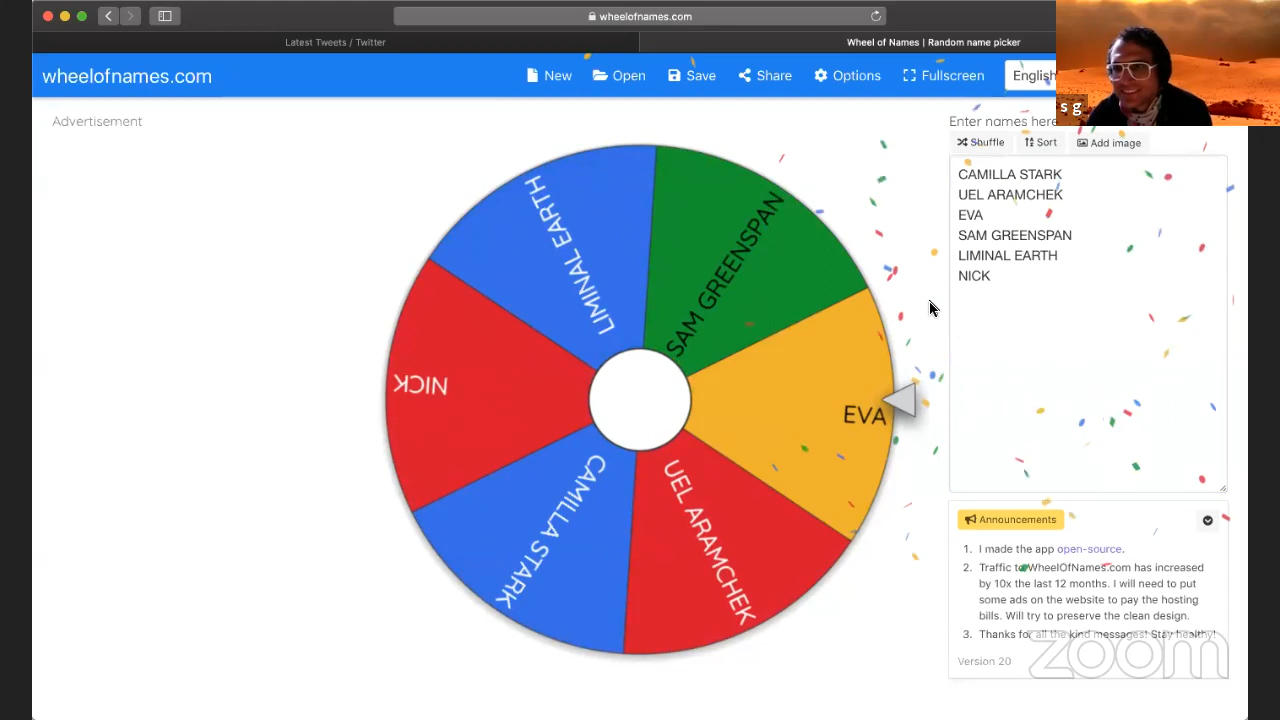 wheelofnames.com
Latest Tweets / Twitter
Wheel of Names | Random name picker
wheelofnames.com
New
Open
Save
Share
Options
Fullscreen
English
s g
Advertisement
Enter names here
Shuffle
Sort
Add image
CAMILLA STARK
UEL ARAMCHEK
EVA
SAM GREENSPAN
LIMINAL EARTH
NICK
LIMINAL EARTH
SAM GREENSPAN
NICK
EVA
CAMILLA STARK
UEL ARAMCHEK
Announcements
1. I made the app open-source.
2. Traffic to WheelOfNames.com has increased
by 10x the last 12 months. I will need to put
some ads on the website to pay the hosting
bills. Will try to preserve the clean design.
3. Thanks for all the kind messages! Stay healthy!
Version 20
zoom